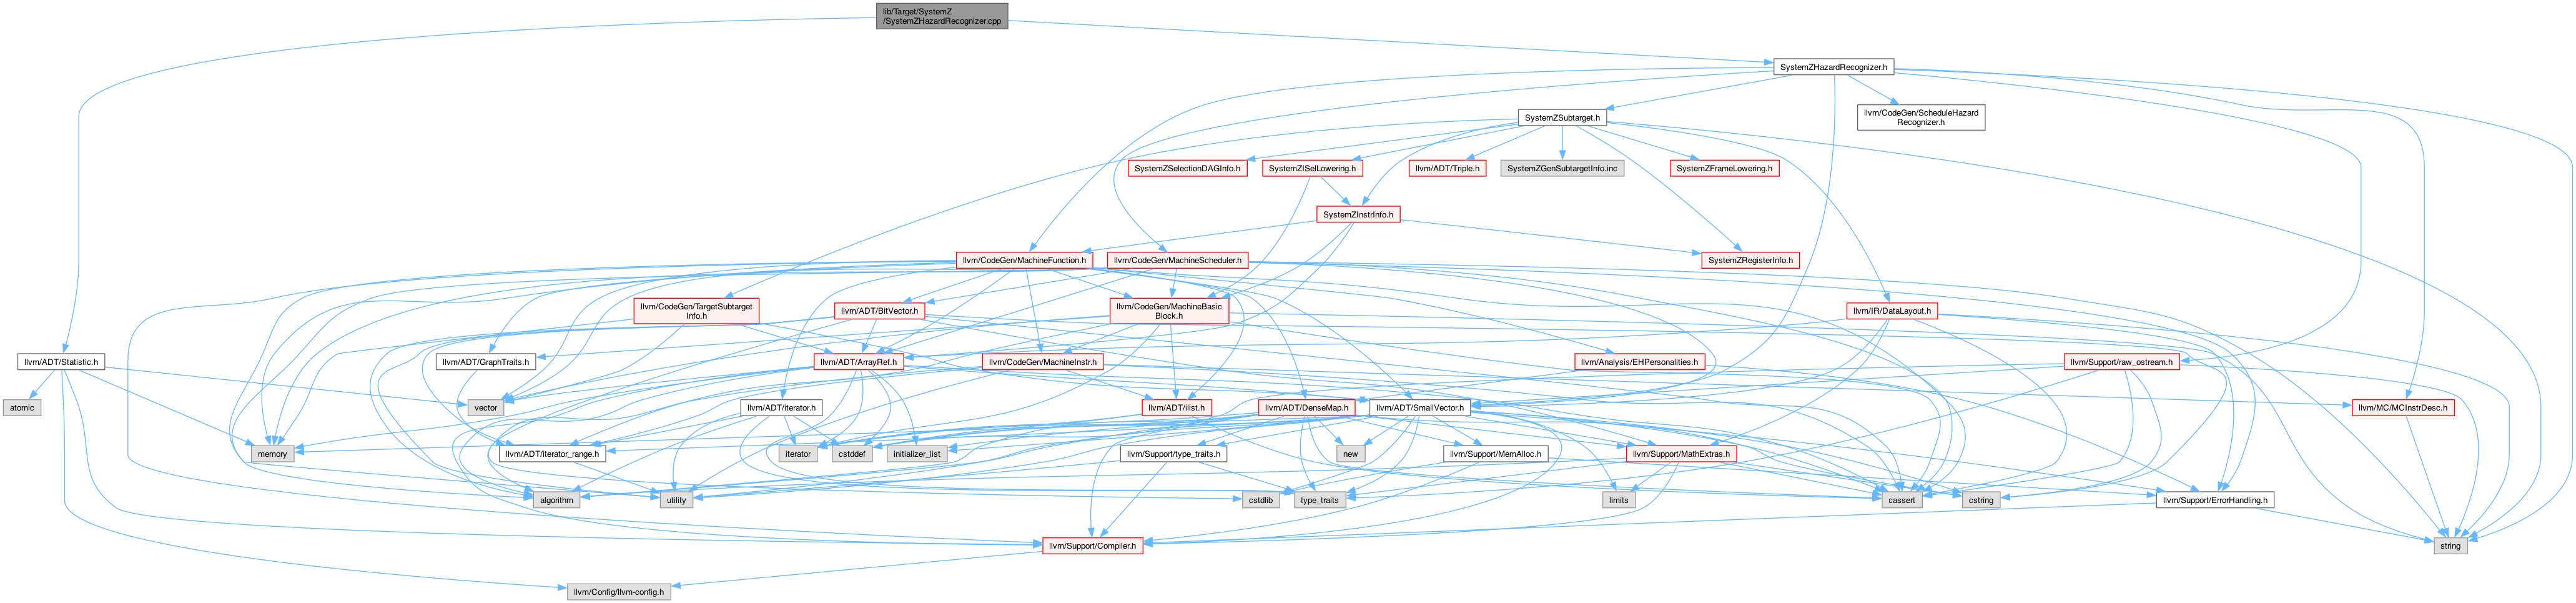 lib/Target/SystemZ
/SystemZHazardRecognizer.cpp
SystemZHazardRecognizer.h
SystemZSubtarget.h
llvm/CodeGen/ScheduleHazard
Recognizer.h
SystemZSelectionDAGInfo.h
SystemZISelLowering.h
llvm/ADT/Triple.h
SystemZGenSubtargetInfo.inc
SystemZFrameLowering.h
SystemZInstrInfo.h
llvm/CodeGen/MachineFunction.h
llvm/CodeGen/MachineScheduler.h
SystemZRegisterInfo.h
llvm/CodeGen/TargetSubtarget
Info.h
llvm/ADT/BitVector.h
llvm/CodeGen/MachineBasic
Block.h
llvm/IR/DataLayout.h
llvm/ADT/Statistic.h
llvm/ADT/GraphTraits.h
llvm/ADT/ArrayRef.h
llvm/CodeGen/MachineInstr.h
llvm/Analysis/EHPersonalities.h
llvm/Support/raw_ostream.h
atomic
vector
llvm/ADT/iterator.h
llvm/ADT/ilist.h
llvm/ADT/DenseMap.h
llvm/ADT/SmallVector.h
llvm/MC/MCInstrDesc.h
memory
llvm/ADT/iterator_range.h
iterator
cstddef
initializer_list
llvm/Support/type_traits.h
new
llvm/Support/MemAlloc.h
llvm/Support/MathExtras.h
algorithm
utility
cstdlib
type_traits
limits
cassert
cstring
llvm/Support/ErrorHandling.h
llvm/Support/Compiler.h
string
llvm/Config/llvm-config.h